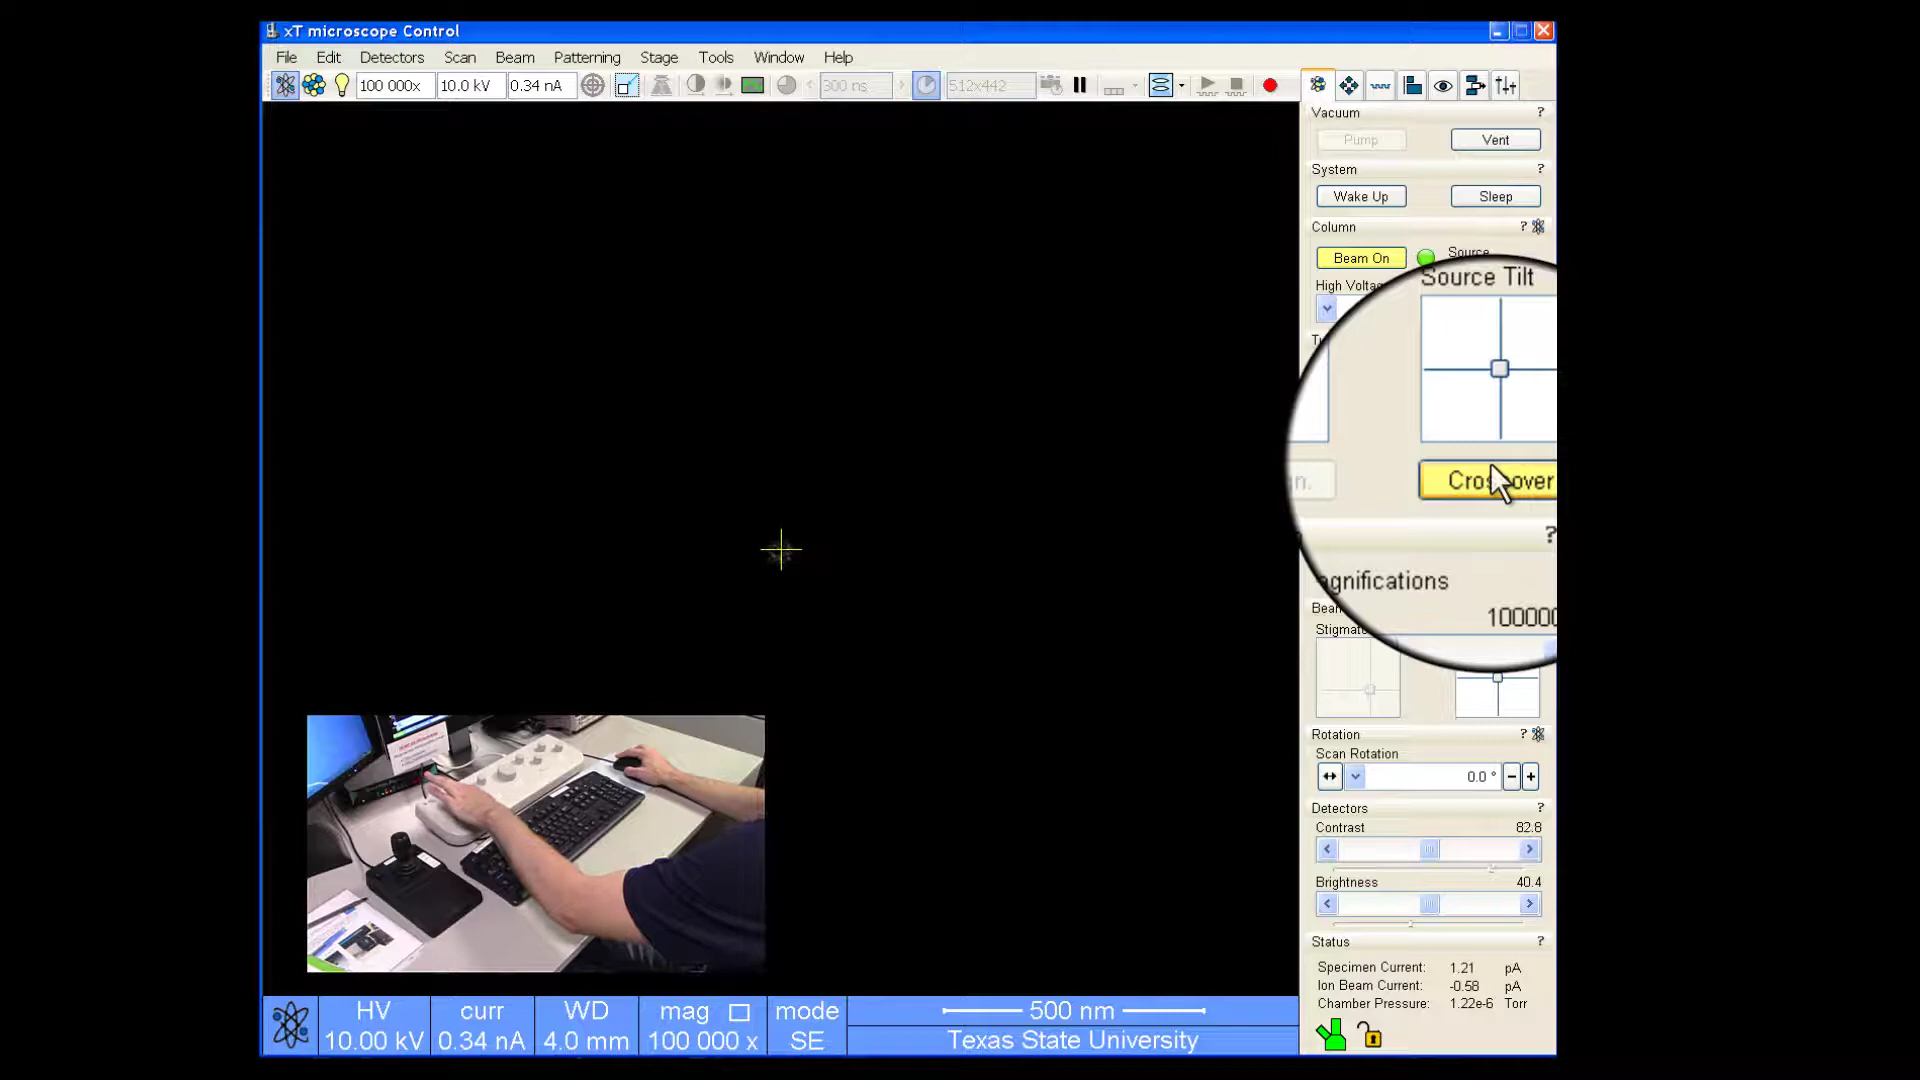 xT microscope Control
File Edit Detectors Scan Beam Patterning Stage Tools Window Help
100 000x 10.0 kV 0.34 nA 300 ns 512x442
Vacuum ?
Pump Vent
System ?
Wake Up Sleep
Column ?
Beam On Source
High Volta
Source Tilt
Crossover
n.
?
agnifications
100000
Bea
Stigmat
Rotation ?
Scan Rotation
0.0 °
Detectors ?
Contrast 82.8
Brightness 40.4
Status ?
Specimen Current: 1.21 pA
Ion Beam Current: -0.58 pA
Chamber Pressure: 1.22e-6 Torr
HV curr WD mag mode 500 nm
10.00 kV 0.34 nA 4.0 mm 100 000 x SE Texas State University